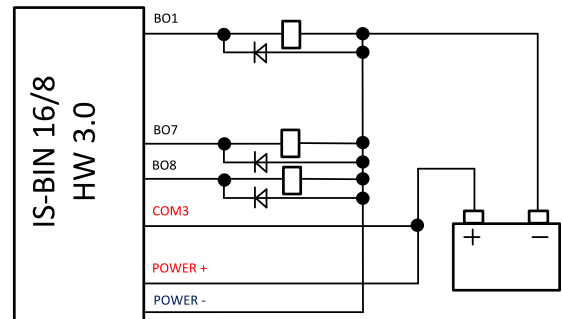 IS-BIN 16/8
HW 3.0
BO1
BO7
BO8
COM3
POWER +
POWER -
+ −